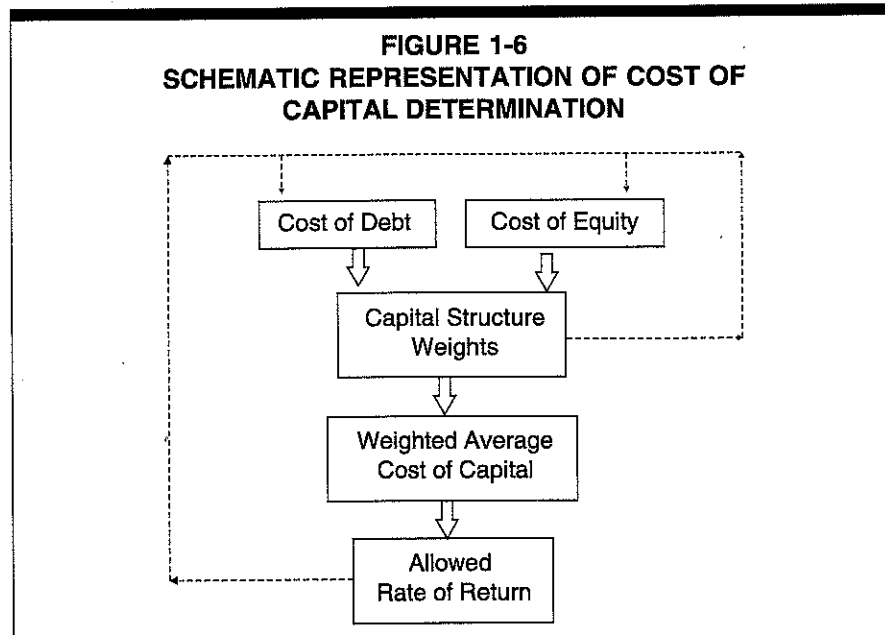 FIGURE 1-6
SCHEMATIC REPRESENTATION OF COST OF
CAPITAL DETERMINATION
Cost of Debt
Cost of Equity
Capital Structure
Weights
Weighted Average
Cost of Capital
Allowed
Rate of Return